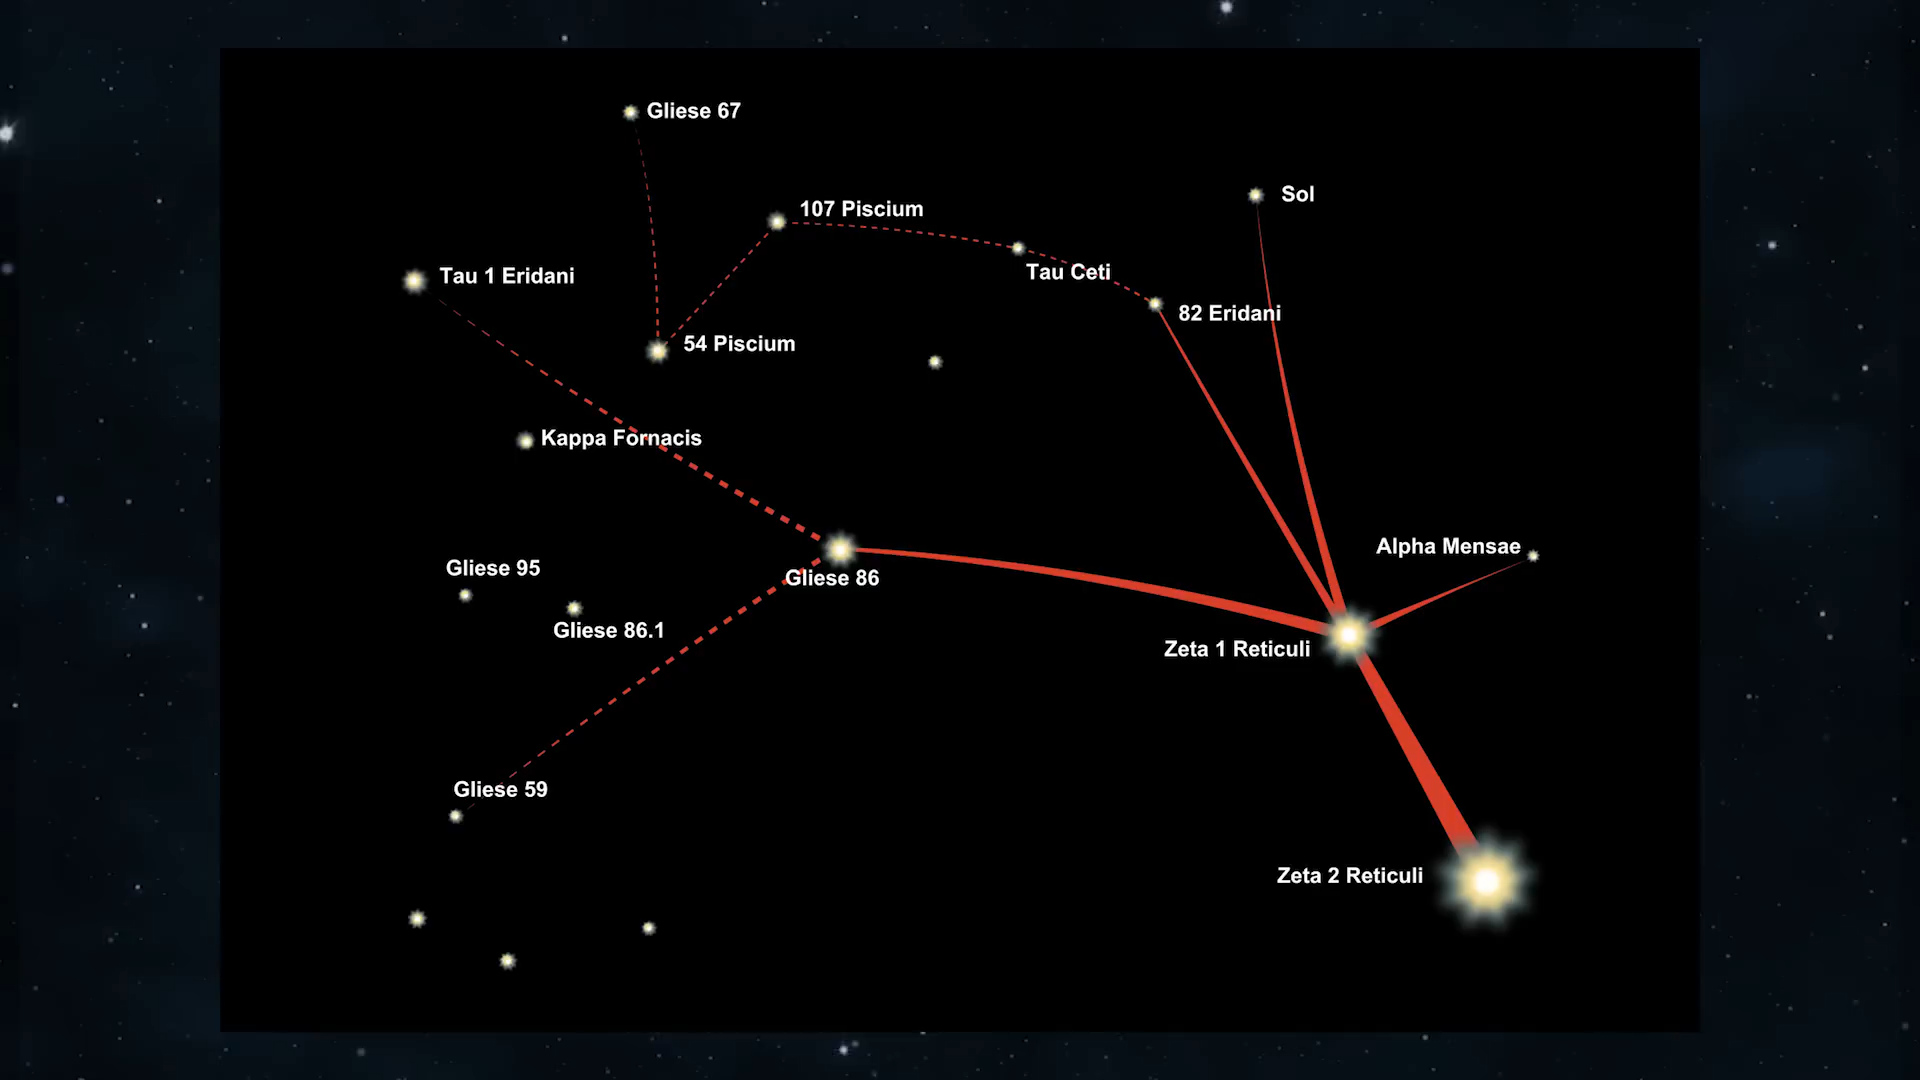 Gliese 67
Sol
107 Piscium
Tau Ceti
Tau 1 Eridani
82 Eridani
54 Piscium
Kappa Fornacis
Alpha Mensae
Gliese 95
Gliese 86
Gliese 86.1
Zeta 1 Reticuli
Gliese 59
Zeta 2 Reticuli